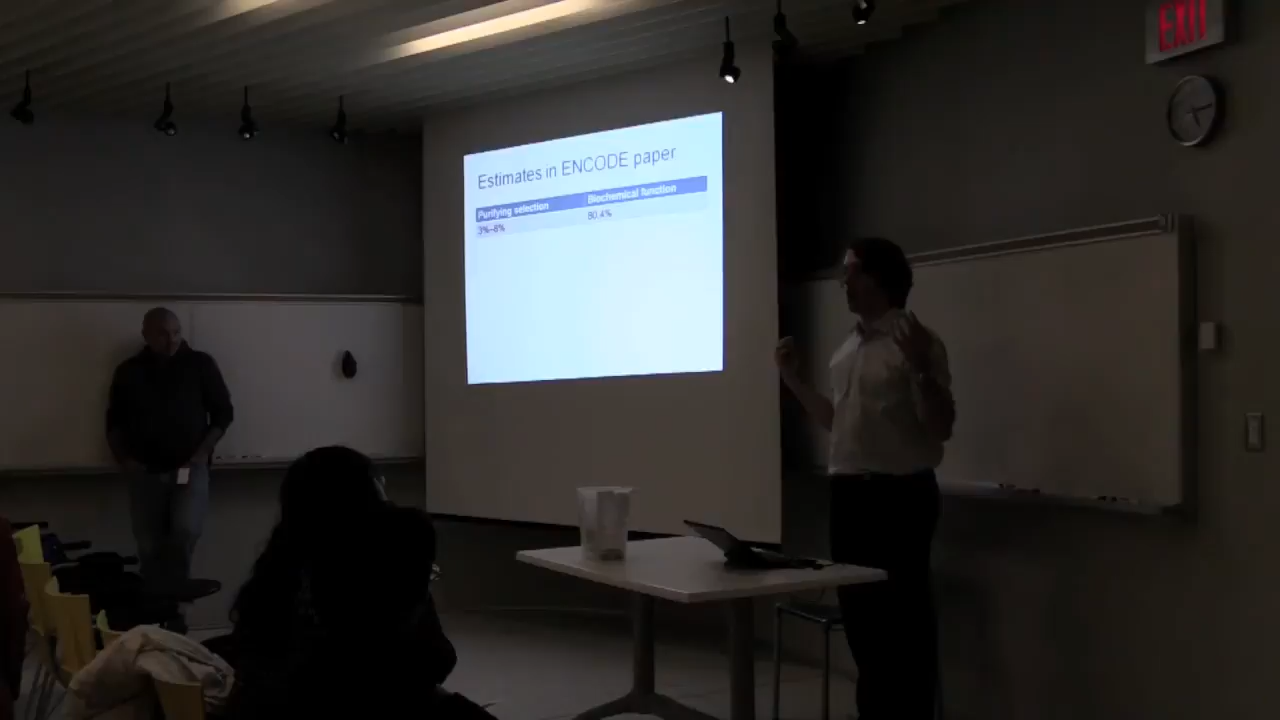 EXIT
Estimates in ENCODE paper
Purifying selection Biochemical function
3%–8% 80.4%